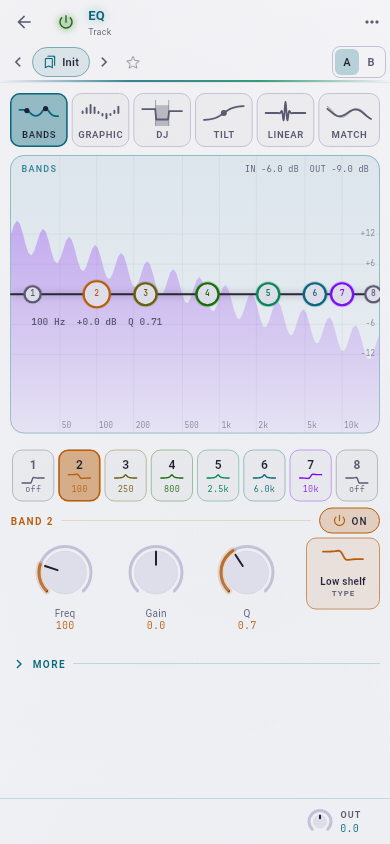 EQ
Track
Init
A B
BANDS GRAPHIC DJ TILT LINEAR MATCH
BANDS IN -6.0 dB OUT -9.0 dB
+12
+6
1 2 3 4 5 6 7 8
100 Hz +0.0 dB Q 0.71
-6
-12
50 100 200 500 1k 2k 5k 10k
1 2 3 4 5 6 7 8
off 100 250 800 2.5k 6.0k 10k off
BAND 2 ON
Low shelf
TYPE
Freq Gain Q
100 0.0 0.7
MORE
OUT
0.0